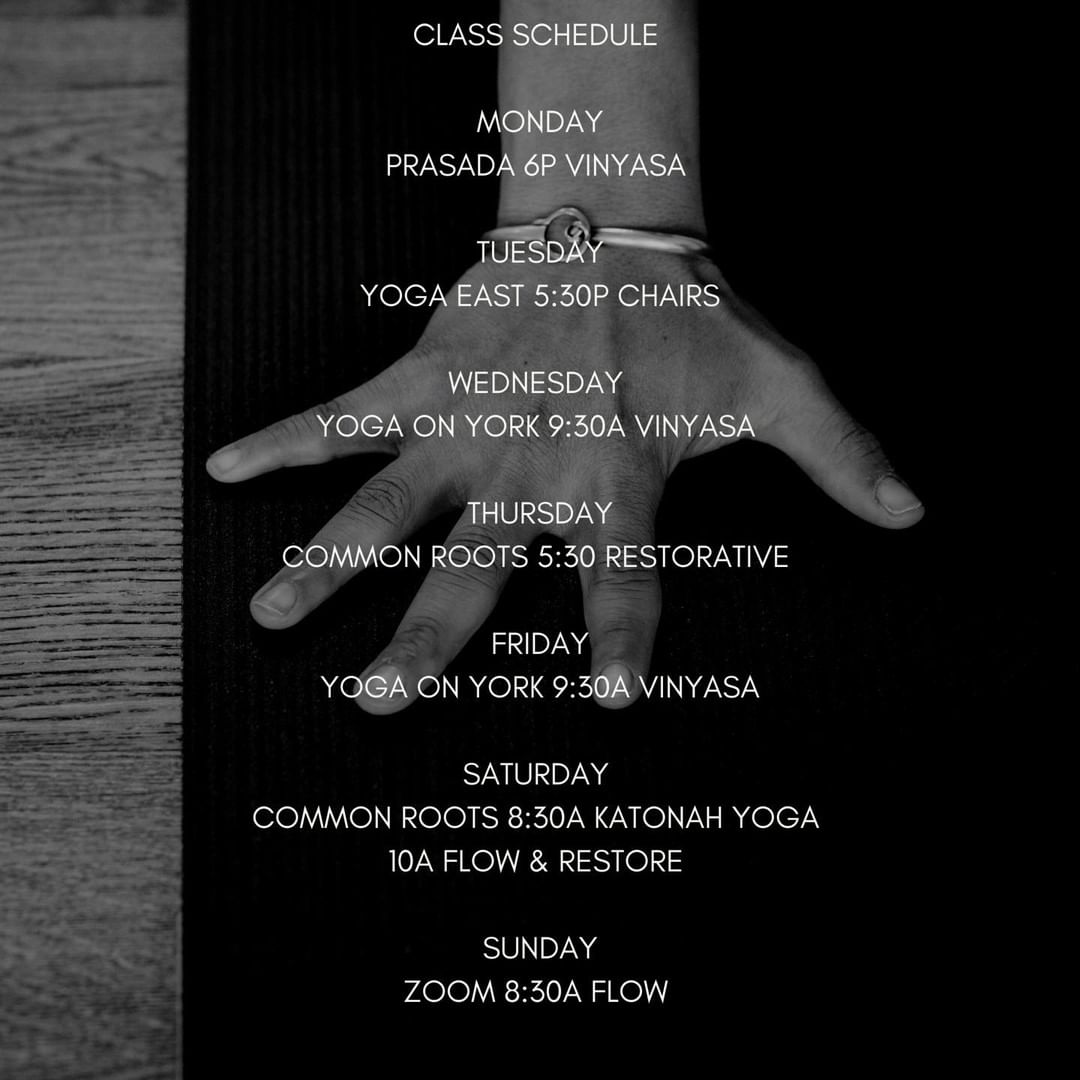 CLASS SCHEDULE
MONDAY
PRASADA 6P VINYASA
TUESDAY
YOGA EAST 5:30P CHAIRS
WEDNESDAY
YOGA ON YORK 9:30A VINYASA
THURSDAY
COMMON ROOTS 5:30 RESTORATIVE
FRIDAY
YOGA ON YORK 9:30A VINYASA
SATURDAY
COMMON ROOTS 8:30A KATONAH YOGA
10A FLOW & RESTORE
SUNDAY
ZOOM 8:30A FLOW